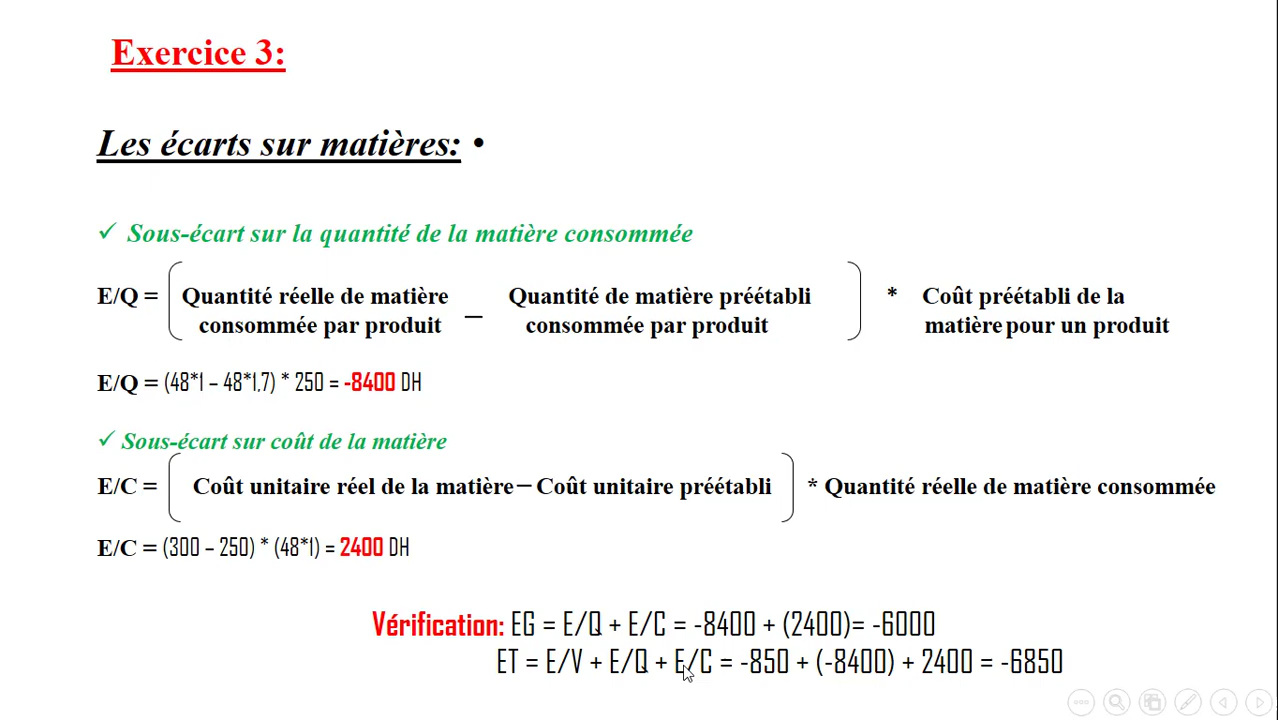 Exercice 3:
Les écarts sur matières: •
✓ Sous-écart sur la quantité de la matière consommée
E/Q = Quantité réelle de matière consommée par produit – Quantité de matière préétabli consommée par produit * Coût préétabli de la matière pour un produit
E/Q = (48*1 – 48*1,7) * 250 = -8400 DH
✓ Sous-écart sur coût de la matière
E/C = Coût unitaire réel de la matière – Coût unitaire préétabli * Quantité réelle de matière consommée
E/C = (300 – 250) * (48*1) = 2400 DH
Vérification: EG = E/Q + E/C = -8400 + (2400)= -6000
ET = E/V + E/Q + E/C = -850 + (-8400) + 2400 = -6850